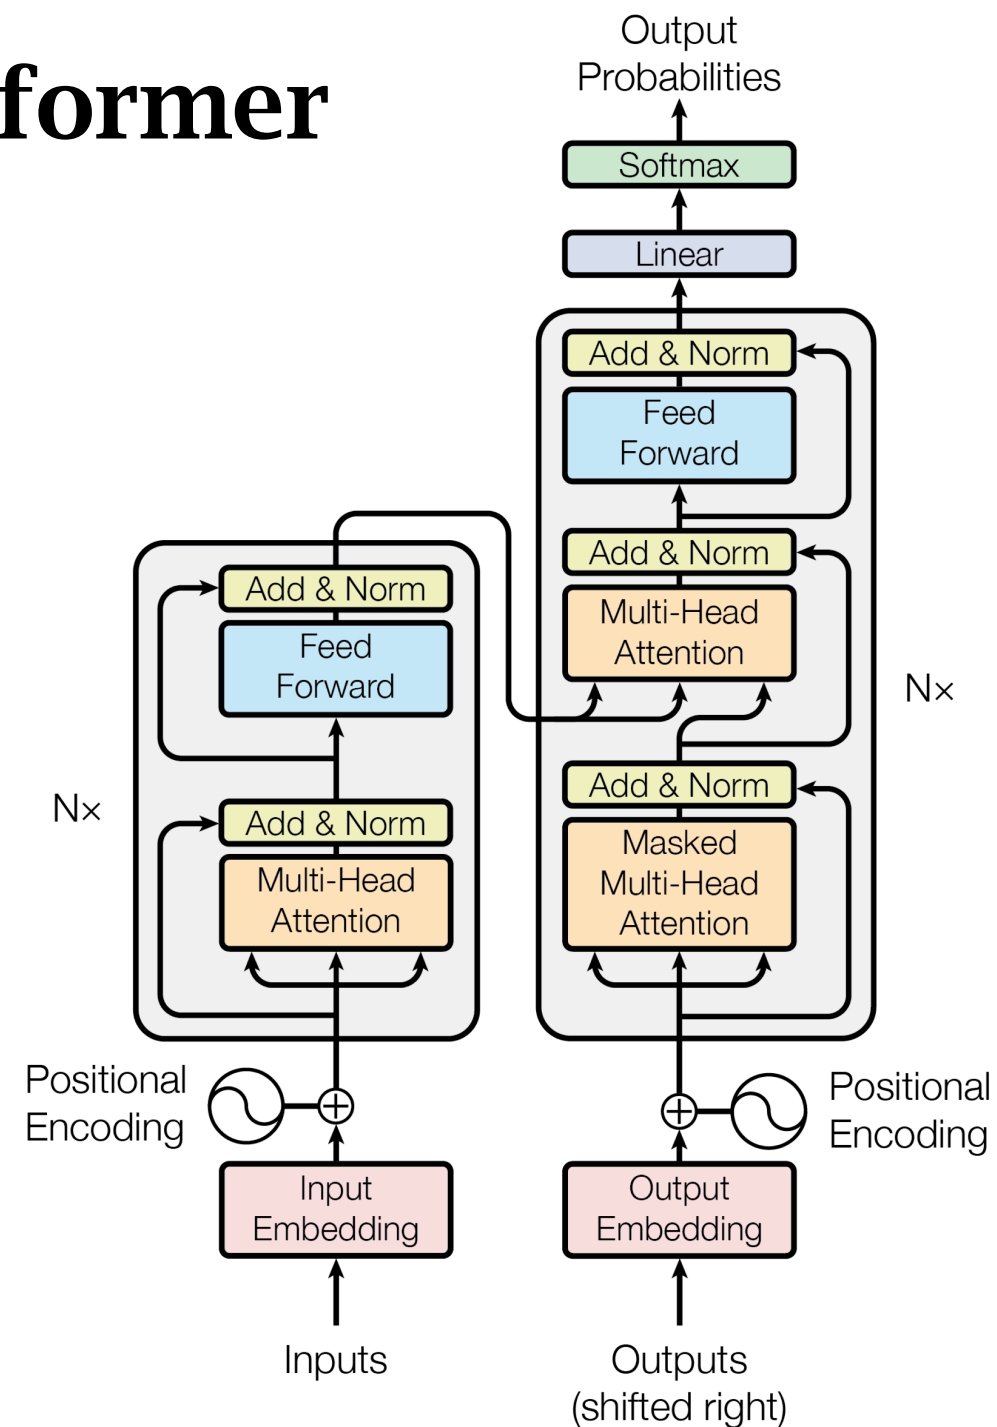 former
Output
Probabilities
Softmax
Linear
Add & Norm
Feed
Forward
Add & Norm
Multi-Head
Attention
N×
Add & Norm
Masked
Multi-Head
Attention
Add & Norm
Feed
Forward
N×
Add & Norm
Multi-Head
Attention
Positional
Encoding
Positional
Encoding
Input
Embedding
Output
Embedding
Inputs
Outputs
(shifted right)